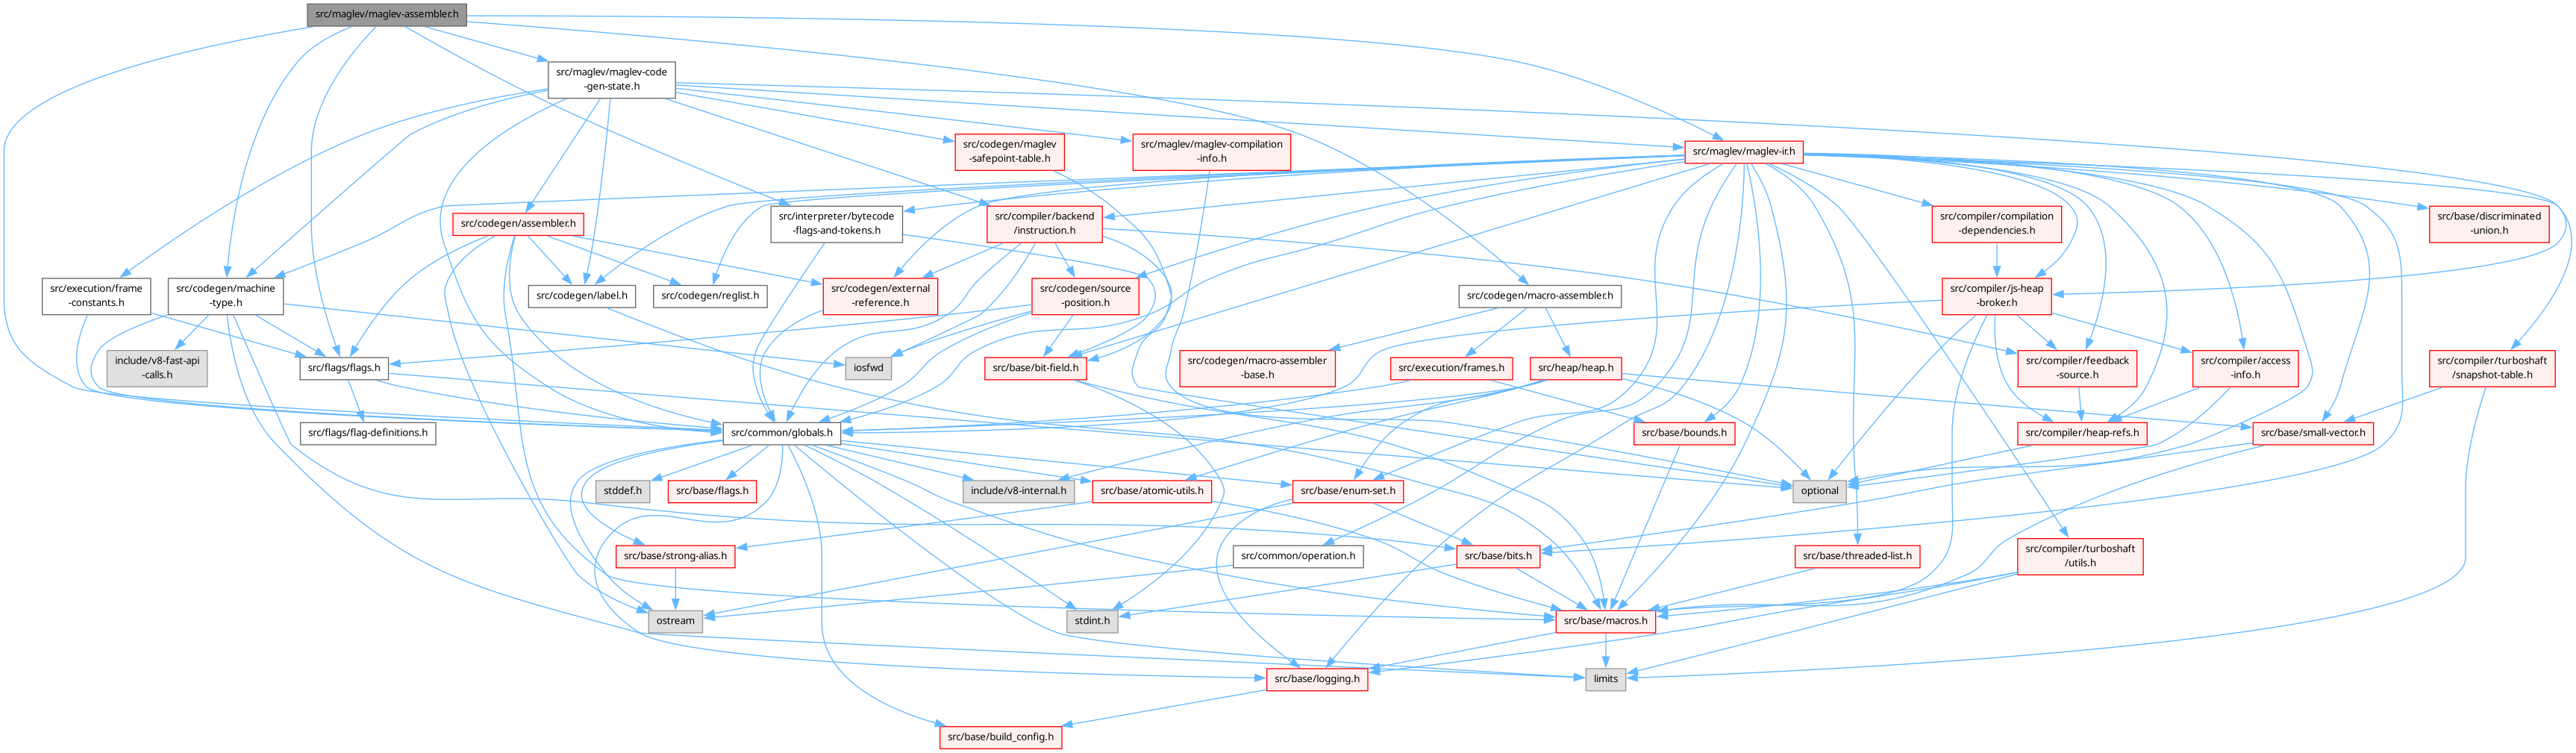 src/maglev/maglev-assembler.h
src/maglev/maglev-code
-gen-state.h
src/codegen/maglev
-safepoint-table.h
src/maglev/maglev-compilation
-info.h
src/maglev/maglev-ir.h
src/codegen/assembler.h
src/interpreter/bytecode
-flags-and-tokens.h
src/compiler/backend
/instruction.h
src/compiler/compilation
-dependencies.h
src/base/discriminated
-union.h
src/execution/frame
-constants.h
src/codegen/machine
-type.h
src/codegen/label.h
src/codegen/reglist.h
src/codegen/external
-reference.h
src/codegen/source
-position.h
src/codegen/macro-assembler.h
src/compiler/js-heap
-broker.h
include/v8-fast-api
-calls.h
src/flags/flags.h
iosfwd
src/base/bit-field.h
src/codegen/macro-assembler
-base.h
src/execution/frames.h
src/heap/heap.h
src/compiler/feedback
-source.h
src/compiler/access
-info.h
src/compiler/turboshaft
/snapshot-table.h
src/flags/flag-definitions.h
src/common/globals.h
src/base/bounds.h
src/compiler/heap-refs.h
src/base/small-vector.h
stddef.h
src/base/flags.h
include/v8-internal.h
src/base/atomic-utils.h
src/base/enum-set.h
optional
src/base/strong-alias.h
src/common/operation.h
src/base/bits.h
src/base/threaded-list.h
src/compiler/turboshaft
/utils.h
ostream
stdint.h
src/base/macros.h
src/base/logging.h
limits
src/base/build_config.h